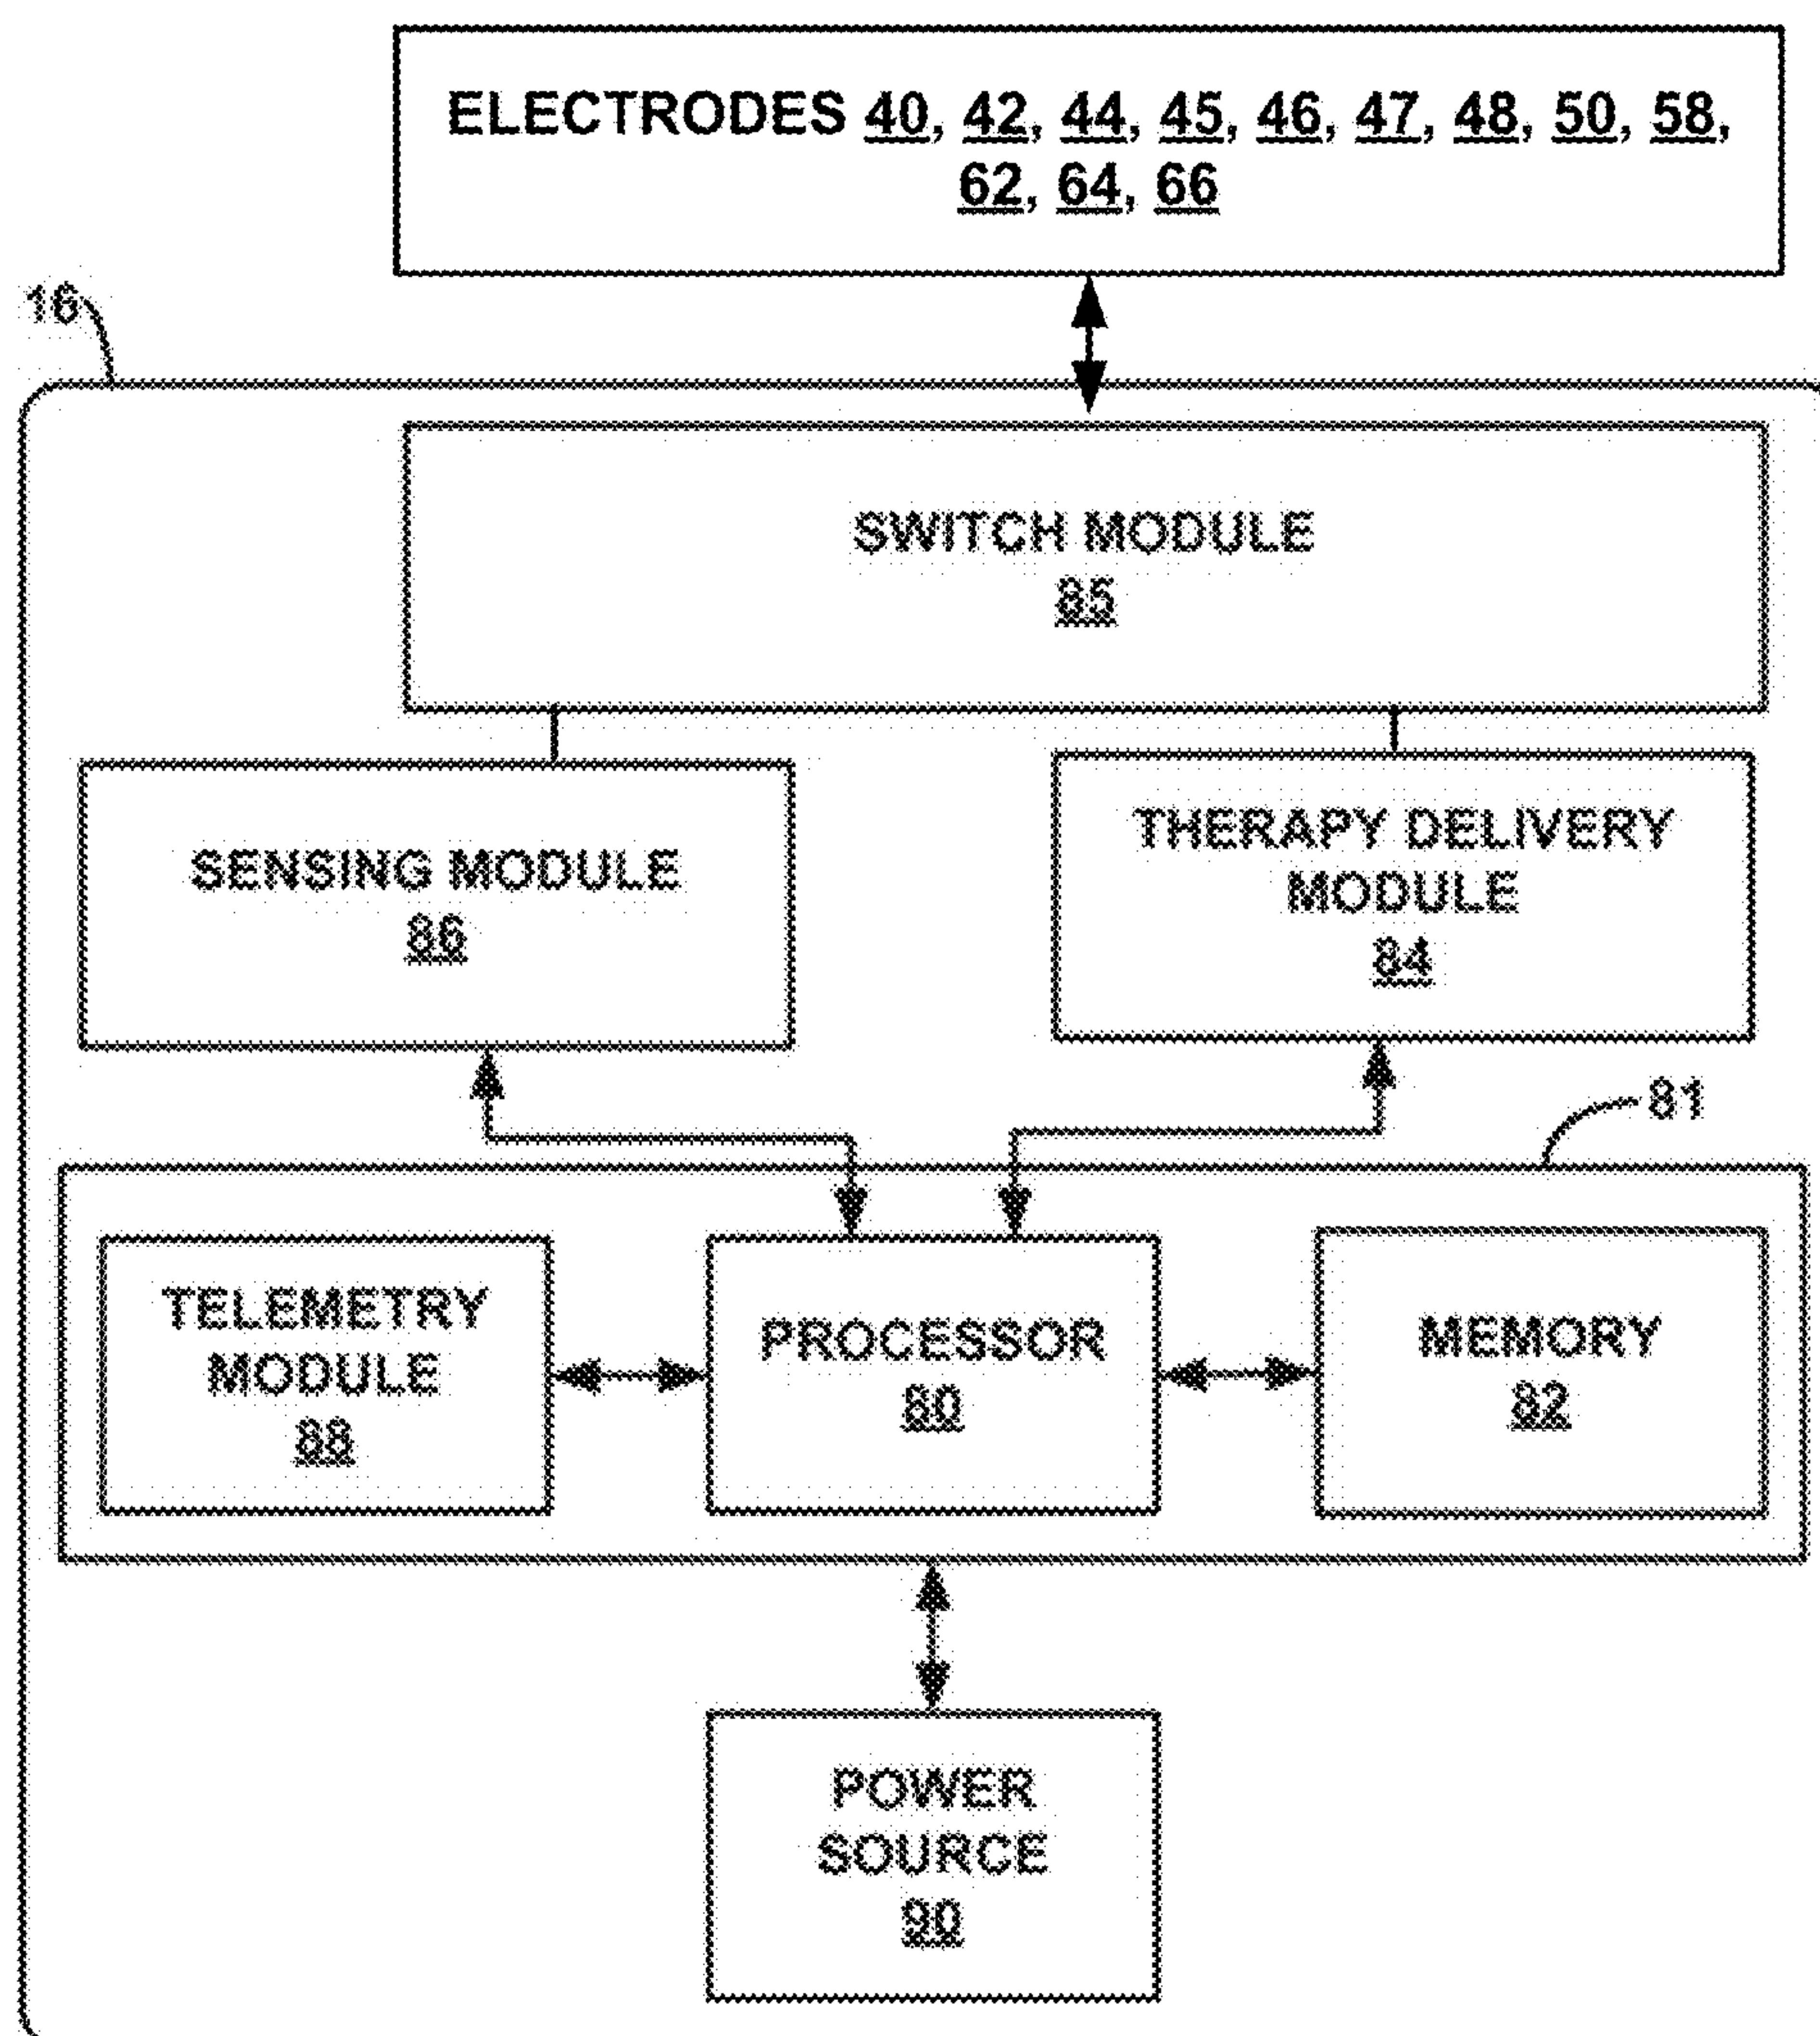 ELECTRODES 40, 42, 44, 45, 46, 47, 48, 50, 58,
62, 64, 66
16
SWITCH MODULE
85
SENSING MODULE
86
THERAPY DELIVERY
MODULE
84
81
TELEMETRY
MODULE
88
PROCESSOR
80
MEMORY
82
POWER
SOURCE
90